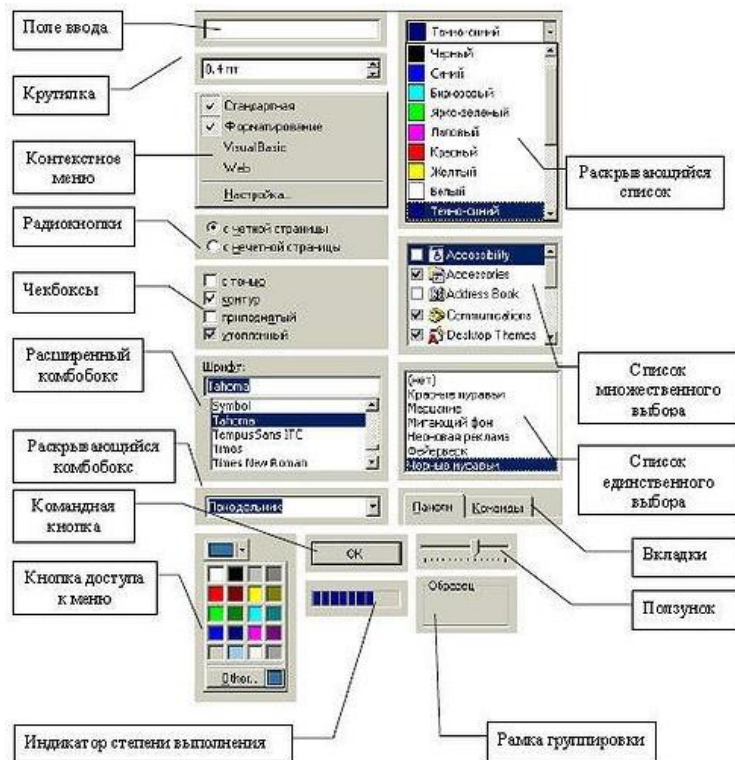 Поле ввода
Крутилка
Контекстное
меню
Радиокнопки
Чекбоксы
Расширенный
комбобокс
Раскрывающийся
комбобокс
Командная
кнопка
Кнопка доступа
к меню
Индикатор степени выполнения
0,4 пт
Стандартная
Форматирование
VisualBasic
Web
Настройка...
с четной страницы
с нечетной страницы
с тенью
контур
приподнятый
утопленный
Шрифт:
Tahoma
Symbol
Tahoma
Tempus Sans ITC
Times
Times New Roman
Понедельник
OK
Other...
Темно-синий
Черный
Синий
Бирюзовый
Ярко-зеленый
Лиловый
Красный
Желтый
Белый
Темно-синий
Accessibility
Accessories
Address Book
Communications
Desktop Themes
(нет)
Красные муравьи
Мерцание
Мигающий фон
Неоновая реклама
Фейерверк
Черные муравьи
Панели
Команды
Образец
Раскрывающийся
список
Список
множественного
выбора
Список
единственного
выбора
Вкладки
Ползунок
Рамка группировки